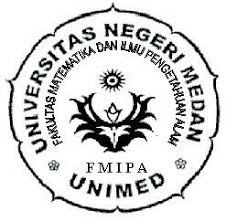 UNIVERSITAS NEGERI MEDAN
FAKULTAS MATEMATIKA DAN ILMU PENGETAHUAN ALAM
FMIPA
UNIMED